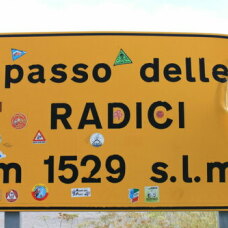 passo delle
RADICI
m 1529 s.l.m